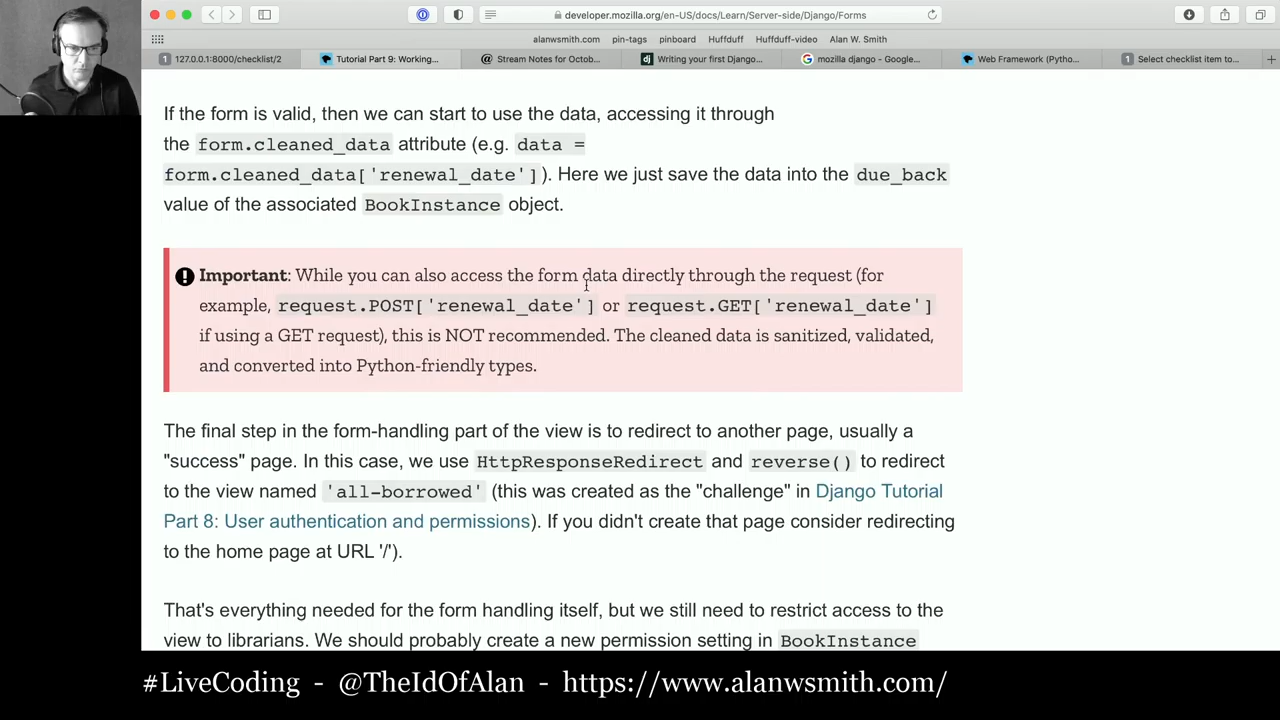 developer.mozilla.org/en-US/docs/Learn/Server-side/Django/Forms
alanwsmith.com pin-tags pinboard Huffduff Huffduff-video Alan W. Smith
1 127.0.0.1:8000/checklist/2 Tutorial Part 9: Working... Stream Notes for Octob... dj Writing your first Django... mozilla django - Google... Web Framework (Pytho... 1 Select checklist item to...
If the form is valid, then we can start to use the data, accessing it through
the form.cleaned_data attribute (e.g. data =
form.cleaned_data['renewal_date']). Here we just save the data into the due_back
value of the associated BookInstance object.
Important: While you can also access the form data directly through the request (for
example, request.POST['renewal_date'] or request.GET['renewal_date']
if using a GET request), this is NOT recommended. The cleaned data is sanitized, validated,
and converted into Python-friendly types.
The final step in the form-handling part of the view is to redirect to another page, usually a
"success" page. In this case, we use HttpResponseRedirect and reverse() to redirect
to the view named 'all-borrowed' (this was created as the "challenge" in Django Tutorial
Part 8: User authentication and permissions). If you didn't create that page consider redirecting
to the home page at URL '/').
That's everything needed for the form handling itself, but we still need to restrict access to the
view to librarians. We should probably create a new permission setting in BookInstance
#LiveCoding - @TheIdOfAlan - https://www.alanwsmith.com/